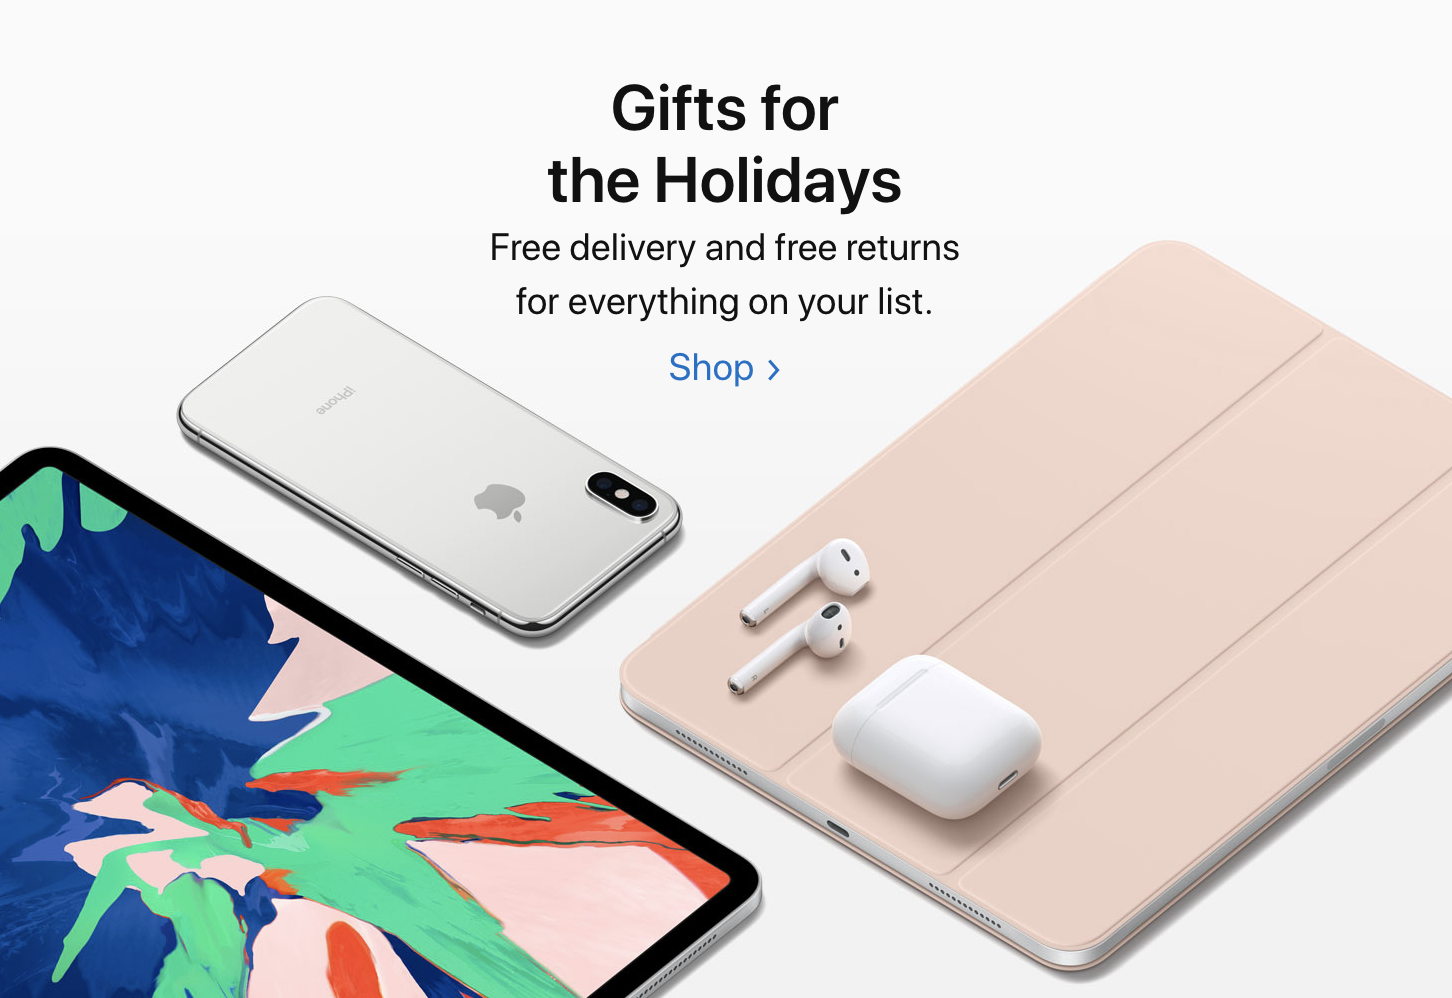 Gifts for
the Holidays
Free delivery and free returns
for everything on your list.
Shop >
iPhone